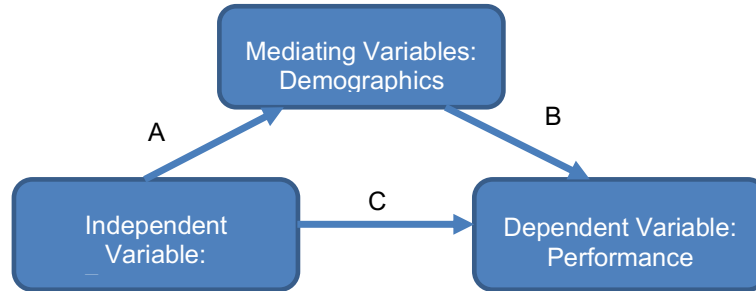 Mediating Variables:
Demographics
A
B
C
Independent
Variable:
Dependent Variable:
Performance